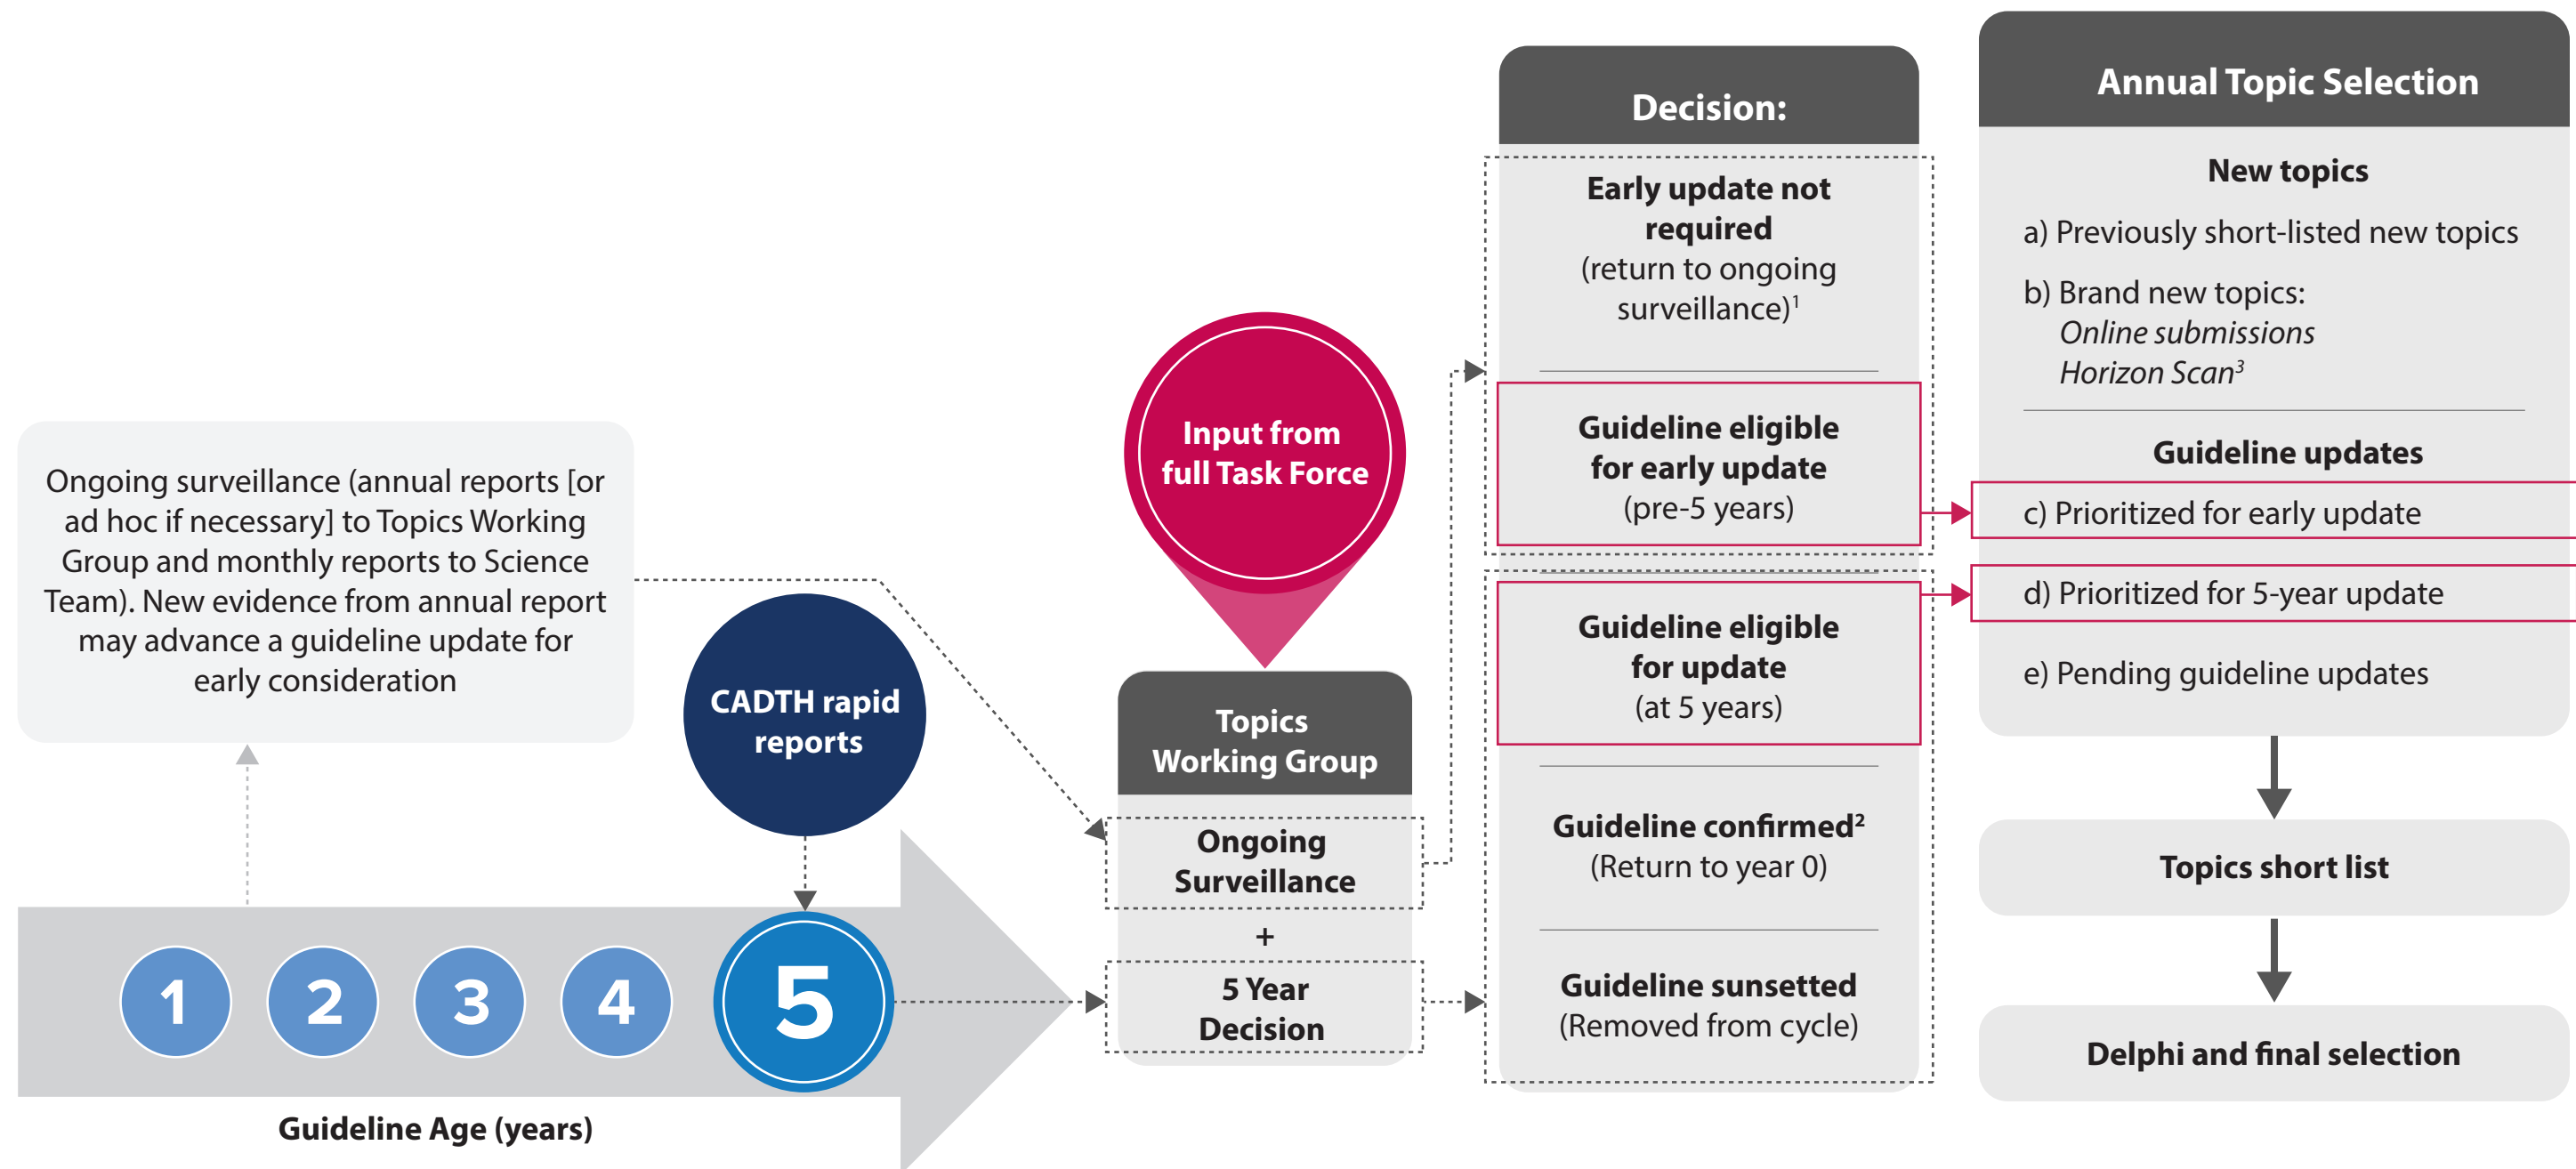 Ongoing surveillance (annual reports [or
ad hoc if necessary] to Topics Working
Group and monthly reports to Science
Team). New evidence from annual report
may advance a guideline update for
early consideration
CADTH rapid
reports
1
2
3
4
5
Guideline Age (years)
Input from
full Task Force
Topics
Working Group
Ongoing
Surveillance
+
5 Year
Decision
Decision:
Early update not
required
(return to ongoing
surveillance)¹
Guideline eligible
for early update
(pre-5 years)
Guideline eligible
for update
(at 5 years)
Guideline confirmed²
(Return to year 0)
Guideline sunsetted
(Removed from cycle)
Annual Topic Selection
New topics
a) Previously short-listed new topics
b) Brand new topics:
Online submissions
Horizon Scan³
Guideline updates
c) Prioritized for early update
d) Prioritized for 5-year update
e) Pending guideline updates
Topics short list
Delphi and final selection